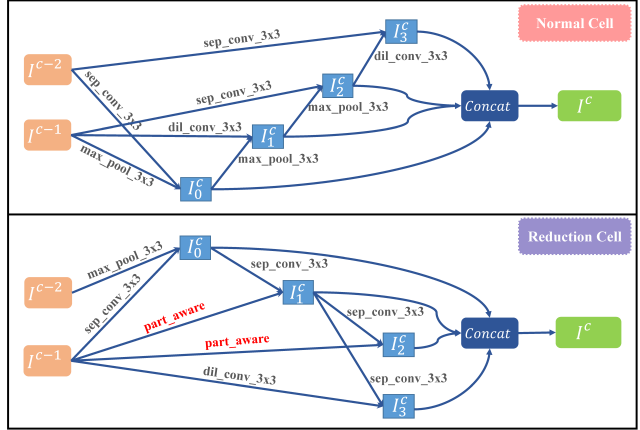 Normal Cell
I^{c-2}
sep_conv_3x3
I_3^c
dil_conv_3x3
sep_conv_3x3
sep_conv_3x3
I_2^c
max_pool_3x3
Concat
I^c
I^{c-1}
dil_conv_3x3
I_1^c
max_pool_3x3
max_pool_3x3
I_0^c
Reduction Cell
I_0^c
max_pool_3x3
sep_conv_3x3
I^{c-2}
sep_conv_3x3
I_1^c
part_aware
sep_conv_3x3
Concat
I^c
I^{c-1}
part_aware
I_2^c
dil_conv_3x3
sep_conv_3x3
I_3^c